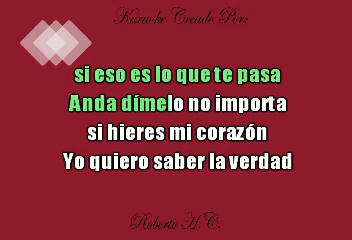 Karaoke Creado Por:
si eso es lo que te pasa
Anda dímelo no importa
si hieres mi corazón
Yo quiero saber la verdad
Roberto H.C.